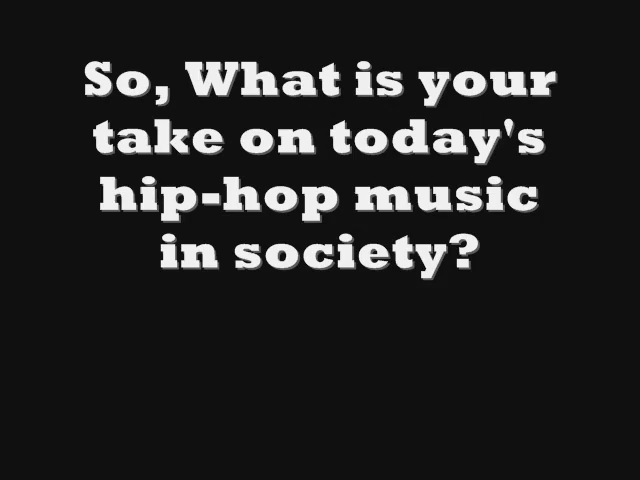 So, What is your
take on today's
hip-hop music
in society?